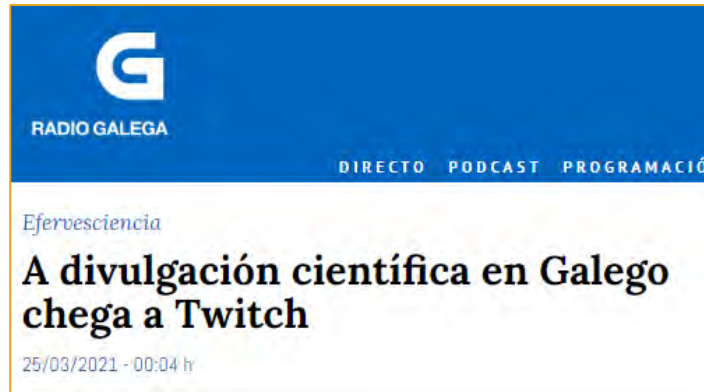 G
RADIO GALEGA
DIRECTO PODCAST PROGRAMACIÓ
Efervesciencia
A divulgación científica en Galego
chega a Twitch
25/03/2021 - 00:04 h